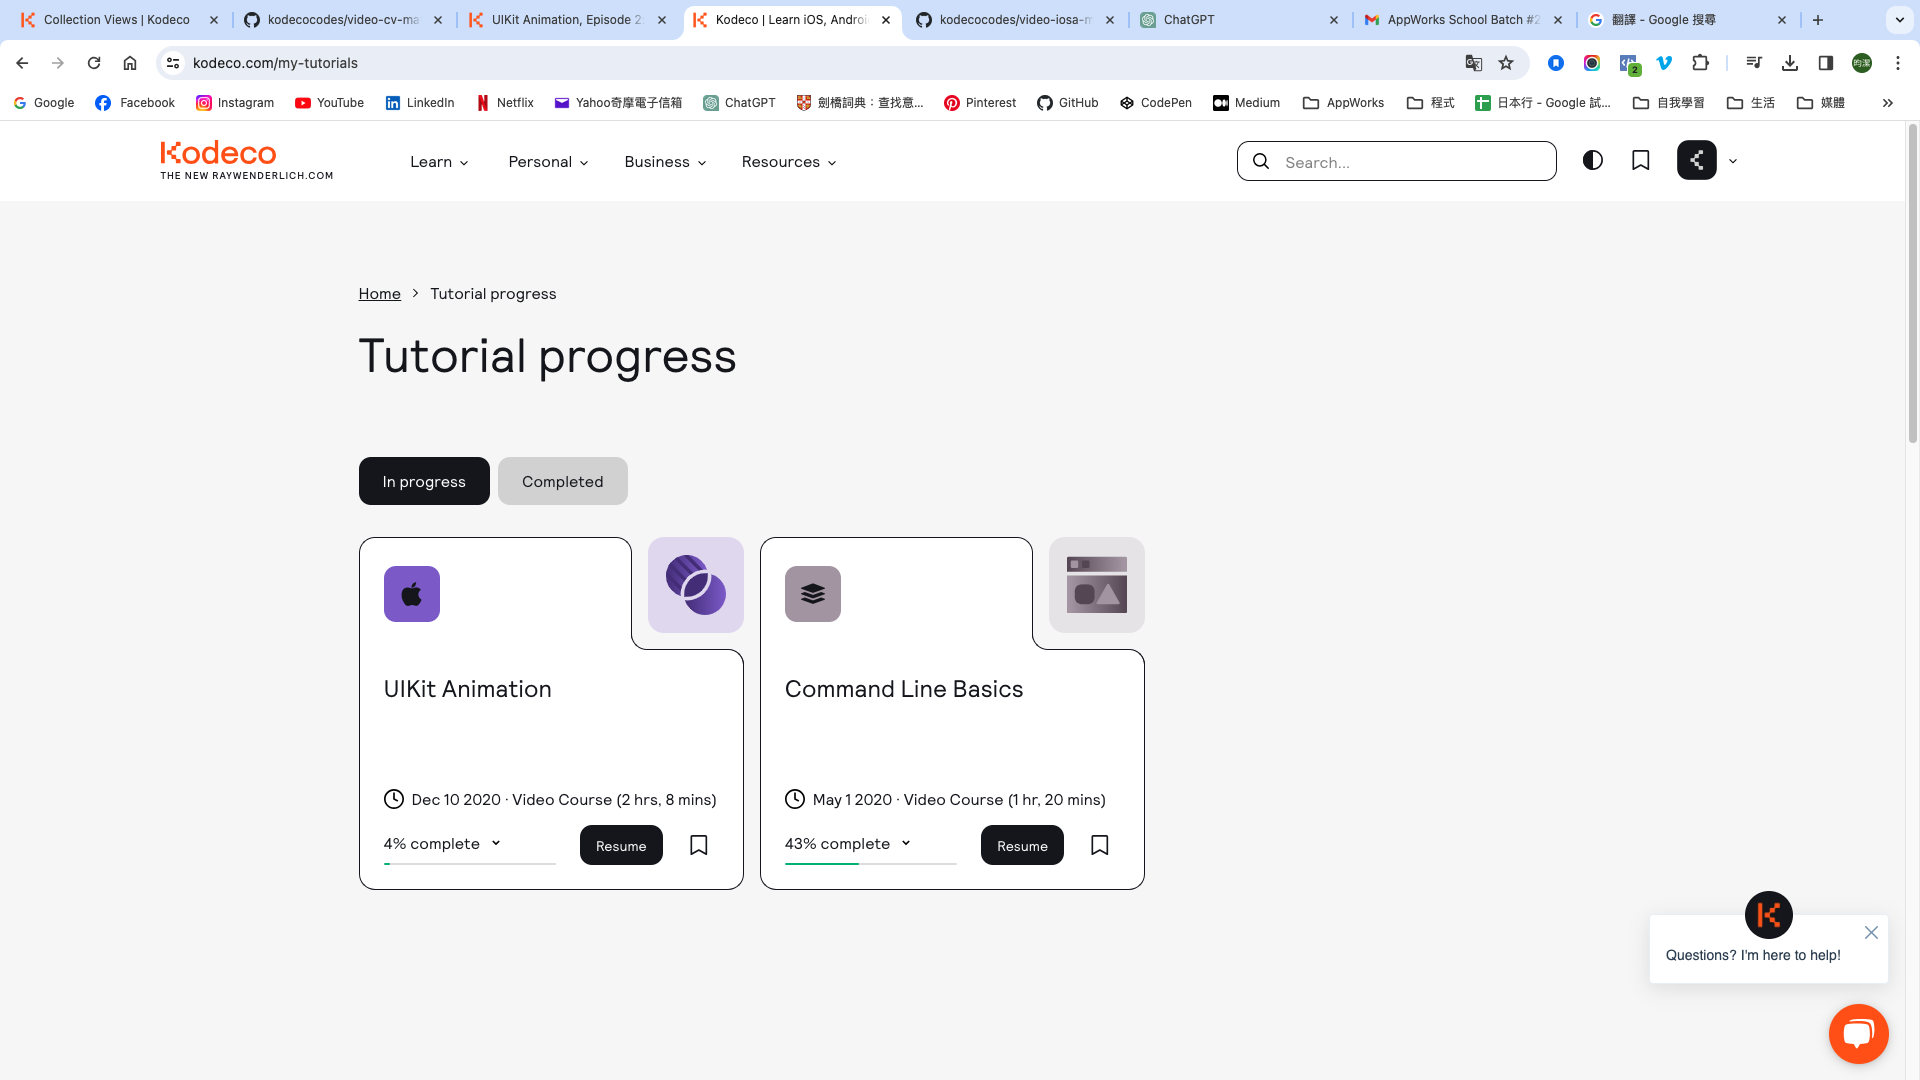 Collection Views | Kodeco
kodecocodes/video-cv-ma
UIKit Animation, Episode 2
Kodeco | Learn iOS, Androi
kodecocodes/video-iosa-m
ChatGPT
AppWorks School Batch #2
翻譯 - Google 搜尋
kodeco.com/my-tutorials
2
昀潔
Google
Facebook
Instagram
YouTube
LinkedIn
Netflix
Yahoo奇摩電子信箱
ChatGPT
劍橋詞典：查找意...
Pinterest
GitHub
CodePen
Medium
AppWorks
程式
日本行 - Google 試...
自我學習
生活
媒體
Kodeco
THE NEW RAYWENDERLICH.COM
Learn
Personal
Business
Resources
Search...
Home > Tutorial progress
Tutorial progress
In progress
Completed
UIKit Animation
Dec 10 2020 · Video Course (2 hrs, 8 mins)
4% complete
Resume
Command Line Basics
May 1 2020 · Video Course (1 hr, 20 mins)
43% complete
Resume
Questions? I'm here to help!